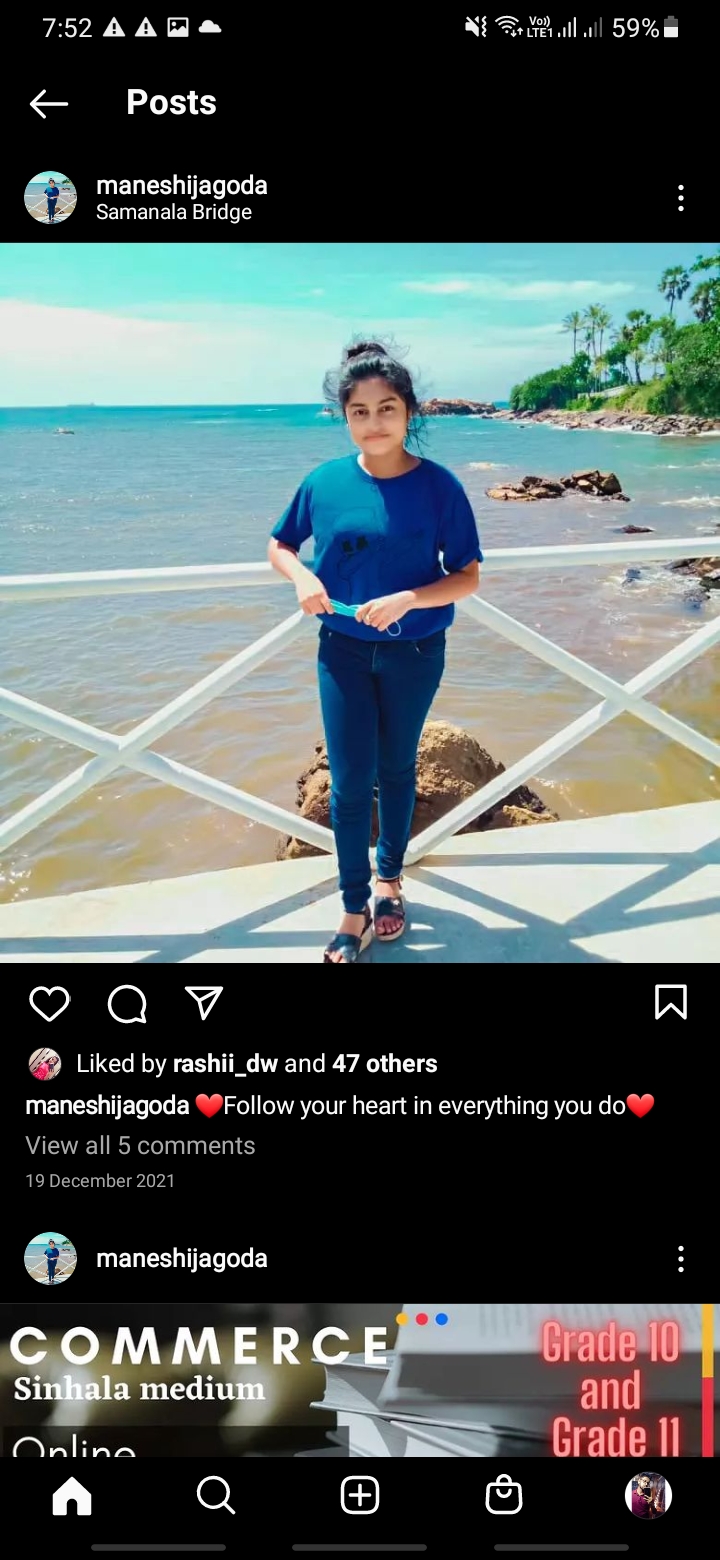 7:52
Vo))
LTE1
59%
Posts
maneshijagoda
Samanala Bridge
Liked by rashii_dw and 47 others
maneshijagoda ❤️Follow your heart in everything you do❤️
View all 5 comments
19 December 2021
maneshijagoda
COMMERCE
Sinhala medium
Online
Grade 10
and
Grade 11